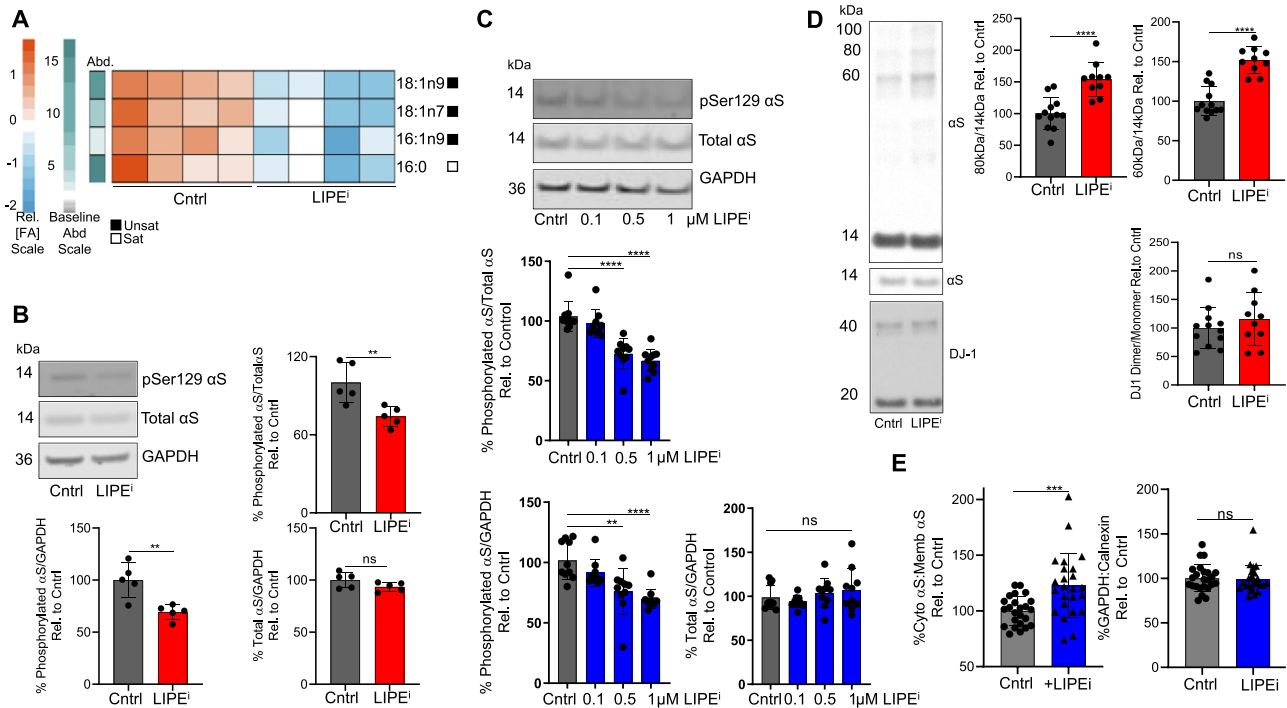 A
1
0
-1
-2
Rel.
[FA]
Scale
15
10
5
Baseline
Abd
Scale
Abd.
18:1n9
18:1n7
16:1n9
16:0
Cntrl
LIPEⁱ
Unsat
Sat
B
kDa
14
pSer129 αS
14
Total αS
36
GAPDH
Cntrl LIPEⁱ
% Phosphorylated αS/TotalαS
Rel. to Cntrl
120
60
0
**
Cntrl
LIPEⁱ
% Phosphorylated αS/GAPDH
Rel. to Cntrl
150
100
50
0
**
Cntrl
LIPEⁱ
% Total αS/GAPDH
Rel. to Cntrl
150
100
50
0
ns
Cntrl
LIPEⁱ
C
kDa
14
pSer129 αS
14
Total αS
36
GAPDH
Cntrl 0.1 0.5 1 μM LIPEⁱ
% Phosphorylated αS/Total αS
Rel. to Control
150
100
50
0
****
****
Cntrl 0.1 0.5 1μM LIPEⁱ
% Phosphorylated αS/GAPDH
Rel. to Control
150
100
50
0
****
**
Cntrl 0.1 0.5 1μM LIPEⁱ
% Total αS/GAPDH
Rel. to Control
200
150
100
50
0
ns
Cntrl 0.1 0.5 1μM LIPEⁱ
D
kDa
100
80
60
αS
14
14
αS
40
DJ-1
20
Cntrl LIPEⁱ
80kDa/14kDa Rel. to Cntrl
250
200
150
100
50
0
****
Cntrl LIPEⁱ
60kDa/14kDa Rel. to Cntrl
200
150
100
50
0
****
Cntrl LIPEⁱ
DJ1 Dimer/Monomer Rel.to Cntrl
250
200
150
100
50
0
ns
Cntrl LIPEⁱ
E
%Cyto αS::Memb αS
Rel. to Cntrl
200
150
100
50
***
Cntrl
+LIPEi
%GAPDH:Calnexin
Rel. to Cntrl
200
150
100
50
0
ns
Cntrl
LIPEi